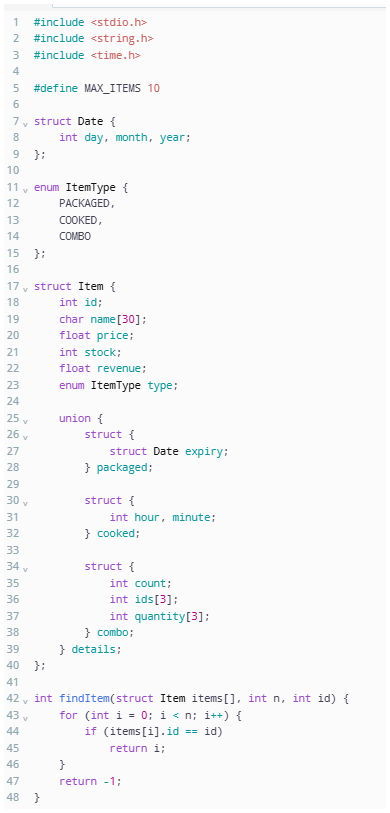 1 #include <stdio.h>
2 #include <string.h>
3 #include <time.h>
4
5 #define MAX_ITEMS 10
6
7 struct Date {
8     int day, month, year;
9 };
10
11 enum ItemType {
12     PACKAGED,
13     COOKED,
14     COMBO
15 };
16
17 struct Item {
18     int id;
19     char name[30];
20     float price;
21     int stock;
22     float revenue;
23     enum ItemType type;
24
25     union {
26         struct {
27             struct Date expiry;
28         } packaged;
29
30         struct {
31             int hour, minute;
32         } cooked;
33
34         struct {
35             int count;
36             int ids[3];
37             int quantity[3];
38         } combo;
39     } details;
40 };
41
42 int findItem(struct Item items[], int n, int id) {
43     for (int i = 0; i < n; i++) {
44         if (items[i].id == id)
45             return i;
46     }
47     return -1;
48 }